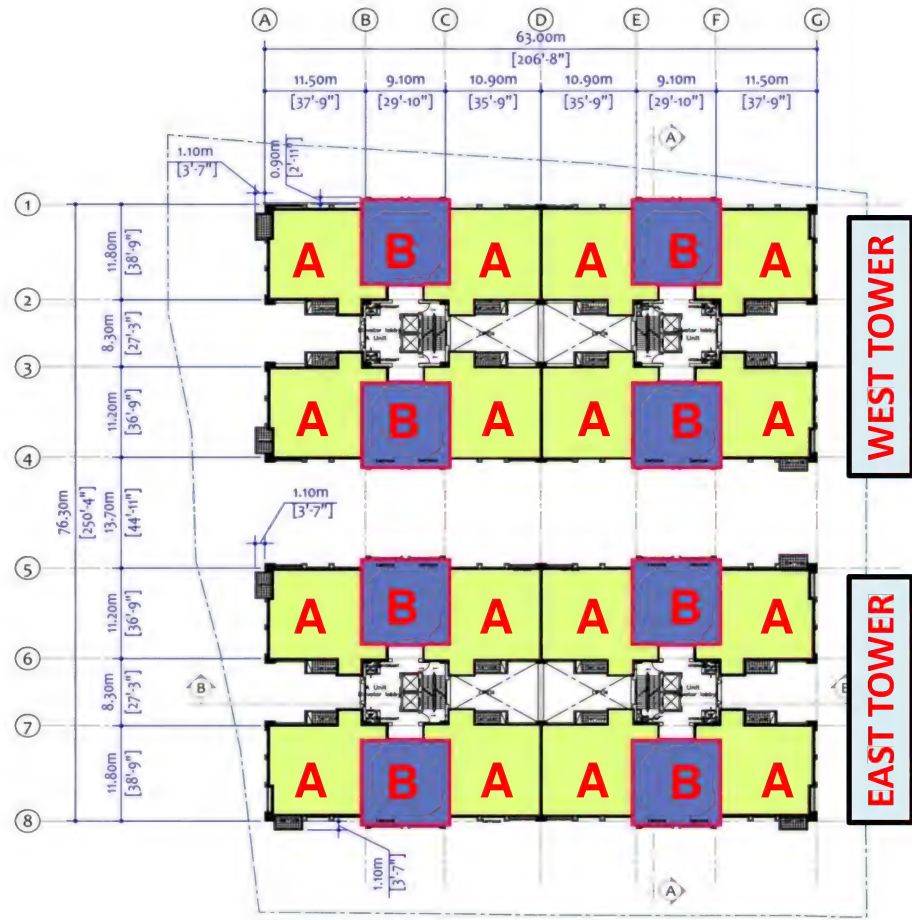 A B C D E F G
63.00m
[206'-8"]
11.50m 9.10m 10.90m 10.90m 9.10m 11.50m
[37'-9"] [29'-10"] [35'-9"] [35'-9"] [29'-10"] [37'-9"]
A
1.10m
[3'-7"]
0.90m
[2'-11"]
1
11.80m
[38'-9"]
A B A A B A
WEST TOWER
2
8.30m
[27'-3"]
Unit
Unit
3
11.20m
[36'-9"]
A B A A B A
4
76.30m
[250'-4"]
13.70m
[44'-11"]
1.10m
[3'-7"]
5
11.20m
[36'-9"]
A B A A B A
EAST TOWER
6
8.30m
[27'-3"]
B
Unit
Unit
7
11.80m
[38'-9"]
A B A A B A
8
1.10m
[3'-7"]
A